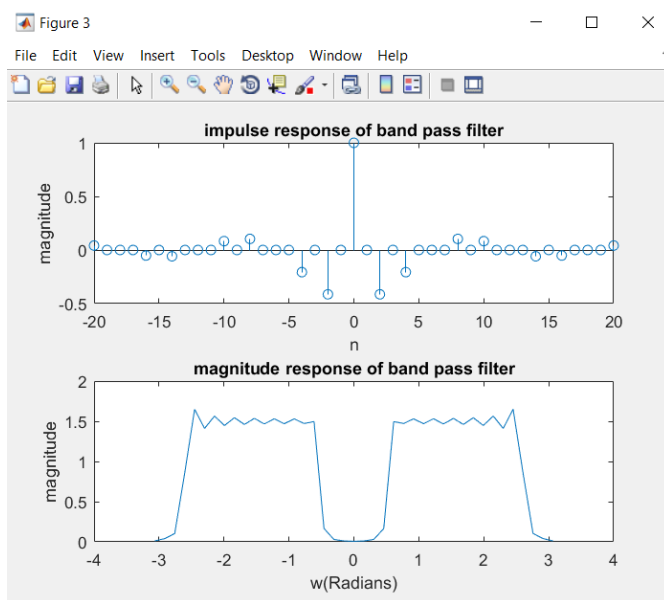 Figure 3
File Edit View Insert Tools Desktop Window Help
impulse response of band pass filter
1
0.5
0
-0.5
magnitude
-20 -15 -10 -5 0 5 10 15 20
n
magnitude response of band pass filter
2
1.5
1
0.5
0
magnitude
-4 -3 -2 -1 0 1 2 3 4
w(Radians)